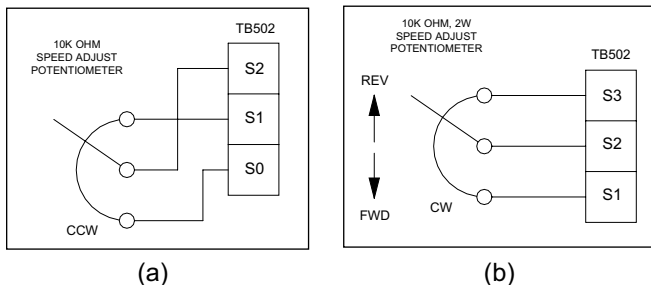 TB502
10K OHM
SPEED ADJUST
POTENTIOMETER
S2
S1
S0
CCW
(a)
10K OHM, 2W
SPEED ADJUST
POTENTIOMETER
TB502
REV
S3
S2
S1
CW
FWD
(b)